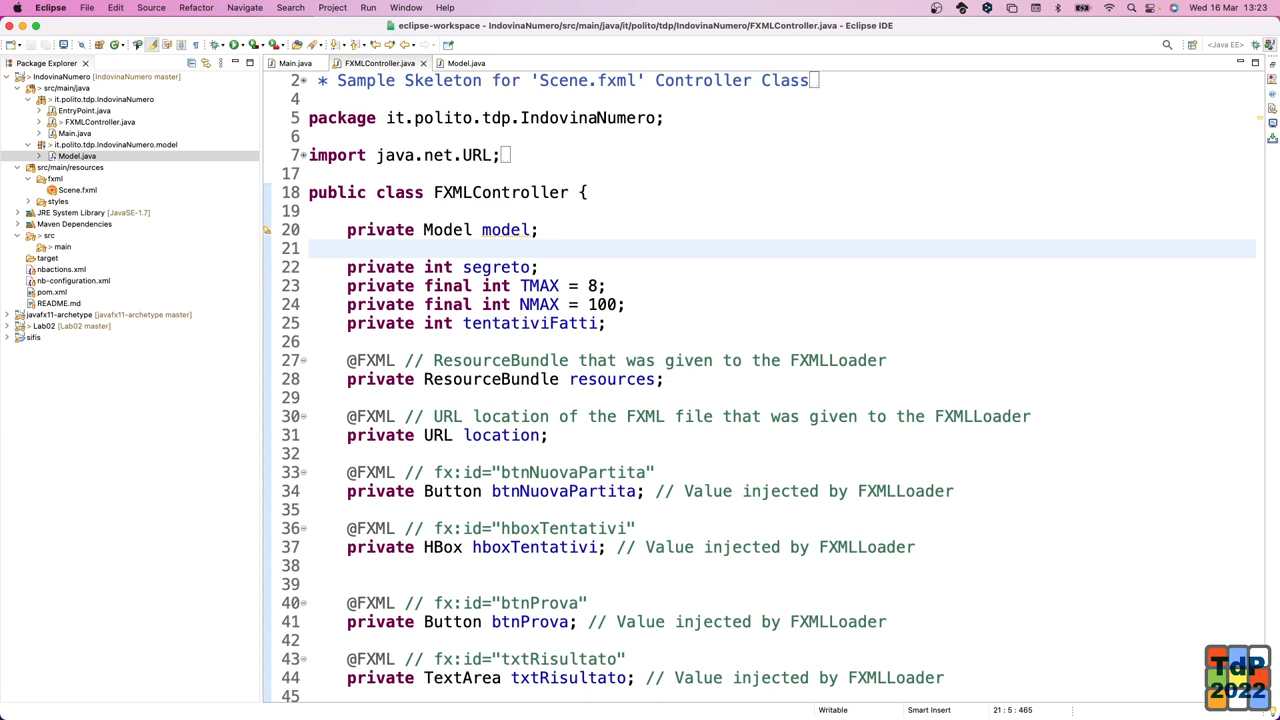 Eclipse File Edit Source Refactor Navigate Search Project Run Window Help Wed 16 Mar 13:23
eclipse-workspace - IndovinaNumero/src/main/java/it/polito/tdp/IndovinaNumero/FXMLController.java - Eclipse IDE
<Java EE>
Package Explorer
Main.java FXMLController.java Model.java
> IndovinaNumero [IndovinaNumero master]
> src/main/java
> it.polito.tdp.IndovinaNumero
EntryPoint.java
> FXMLController.java
> Main.java
> it.polito.tdp.IndovinaNumero.model
Model.java
src/main/resources
fxml
Scene.fxml
styles
JRE System Library [JavaSE-1.7]
Maven Dependencies
> src
main
target
nbactions.xml
nb-configuration.xml
pom.xml
README.md
javafx11-archetype [javafx11-archetype master]
> Lab02 [Lab02 master]
sifis
2 * Sample Skeleton for 'Scene.fxml' Controller Class
4
5 package it.polito.tdp.IndovinaNumero;
6
7 import java.net.URL;
17
18 public class FXMLController {
19
20 private Model model;
21
22 private int segreto;
23 private final int TMAX = 8;
24 private final int NMAX = 100;
25 private int tentativiFatti;
26
27 @FXML // ResourceBundle that was given to the FXMLLoader
28 private ResourceBundle resources;
29
30 @FXML // URL location of the FXML file that was given to the FXMLLoader
31 private URL location;
32
33 @FXML // fx:id="btnNuovaPartita"
34 private Button btnNuovaPartita; // Value injected by FXMLLoader
35
36 @FXML // fx:id="hboxTentativi"
37 private HBox hboxTentativi; // Value injected by FXMLLoader
38
39
40 @FXML // fx:id="btnProva"
41 private Button btnProva; // Value injected by FXMLLoader
42
43 @FXML // fx:id="txtRisultato"
44 private TextArea txtRisultato; // Value injected by FXMLLoader
45
Writable Smart Insert 21 : 5 : 465
TdP
2022